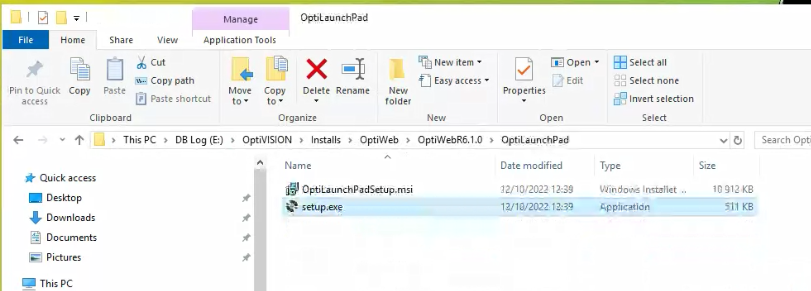 Manage OptiLaunchPad
File Home Share View Application Tools
Pin to Quick access
Copy
Paste
Cut
Copy path
Paste shortcut
Clipboard
Move to
Copy to
Delete
Rename
Organize
New folder
New item
Easy access
New
Properties
Open
Edit
Open
Select all
Select none
Invert selection
Select
This PC > DB Log (E:) > OptiVISION > Installs > OptiWeb > OptiWebR6.1.0 > OptiLaunchPad
Search Opti
Quick access
Desktop
Downloads
Documents
Pictures
This PC
Name Date modified Type Size
OptiLaunchPadSetup.msi 12/10/2022 12:39 Windows Installer ... KB
setup.exe 12/10/2022 12:39 Application 511 KB